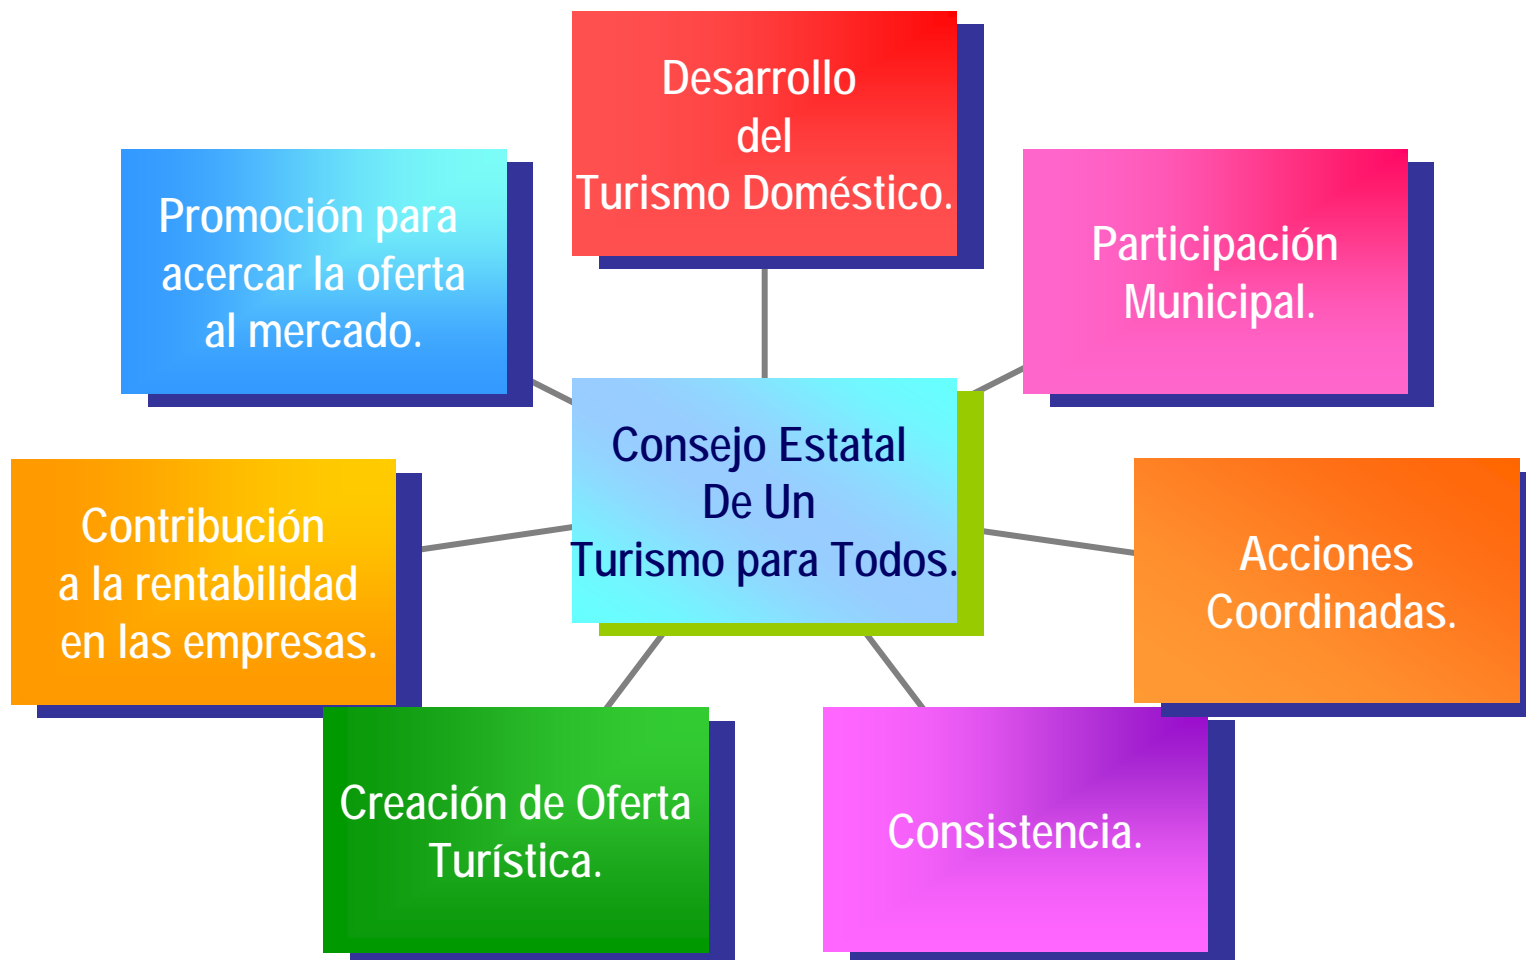 Desarrollo
del
Turismo Doméstico.
Promoción para
acercar la oferta
al mercado.
Participación
Municipal.
Consejo Estatal
De Un
Turismo para Todos.
Contribución
a la rentabilidad
en las empresas.
Acciones
Coordinadas.
Creación de Oferta
Turística.
Consistencia.